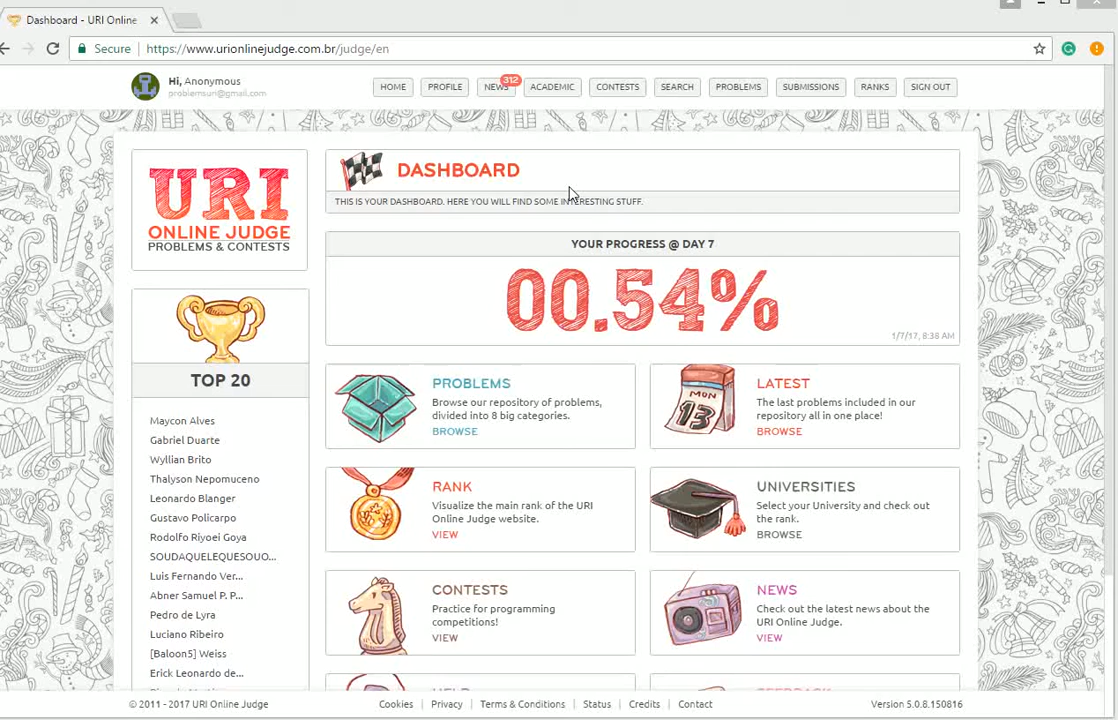 Dashboard - URI Online
Secure
https://www.urionlinejudge.com.br/judge/en
Hi, Anonymous
problemsuri@gmail.com
HOME
PROFILE
NEWS
312
ACADEMIC
CONTESTS
SEARCH
PROBLEMS
SUBMISSIONS
RANKS
SIGN OUT
URI
ONLINE JUDGE
PROBLEMS & CONTESTS
DASHBOARD
THIS IS YOUR DASHBOARD. HERE YOU WILL FIND SOME INTERESTING STUFF.
YOUR PROGRESS @ DAY 7
00.54%
1/7/17, 8:38 AM
TOP 20
Maycon Alves
Gabriel Duarte
Wyllian Brito
Thalyson Nepomuceno
Leonardo Blanger
Gustavo Policarpo
Rodolfo Riyoei Goya
SOUDAQUELEQUESOUO...
Luis Fernando Ver...
Abner Samuel P. P...
Pedro de Lyra
Luciano Ribeiro
[Baloon5] Weiss
Erick Leonardo de...
PROBLEMS
Browse our repository of problems,
divided into 8 big categories.
BROWSE
MON
13
LATEST
The last problems included in our
repository all in one place!
BROWSE
RANK
Visualize the main rank of the URI
Online Judge website.
VIEW
UNIVERSITIES
Select your University and check out
the rank.
BROWSE
CONTESTS
Practice for programming
competitions!
VIEW
NEWS
Check out the latest news about the
URI Online Judge.
VIEW
© 2011 - 2017 URI Online Judge
Cookies
Privacy
Terms & Conditions
Status
Credits
Contact
Version 5.0.8.150816